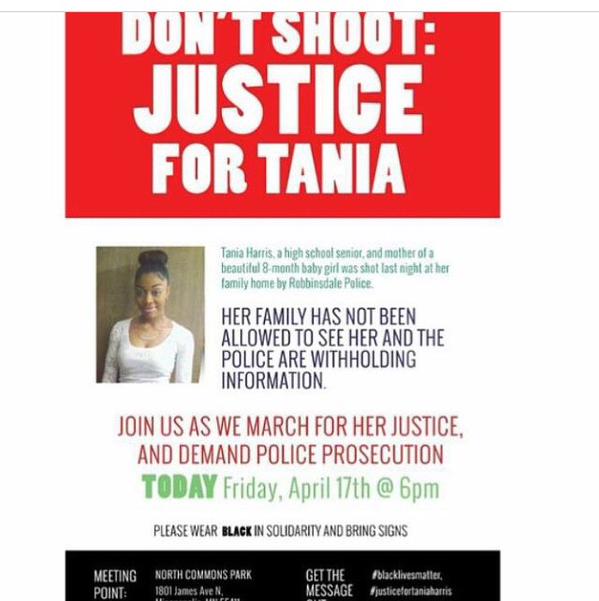 DON'T SHOOT:
JUSTICE
FOR TANIA
Tania Harris, a high school senior, and mother of a
beautiful 8-month baby girl was shot last night at her
family home by Robbinsdale Police.
HER FAMILY HAS NOT BEEN
ALLOWED TO SEE HER AND THE
POLICE ARE WITHHOLDING
INFORMATION.
JOIN US AS WE MARCH FOR HER JUSTICE,
AND DEMAND POLICE PROSECUTION
TODAY Friday, April 17th @ 6pm
PLEASE WEAR BLACK IN SOLIDARITY AND BRING SIGNS
MEETING
POINT:
NORTH COMMONS PARK
1801 James Ave N,
GET THE
MESSAGE
#blacklivesmatter,
#justicefortaniaharris